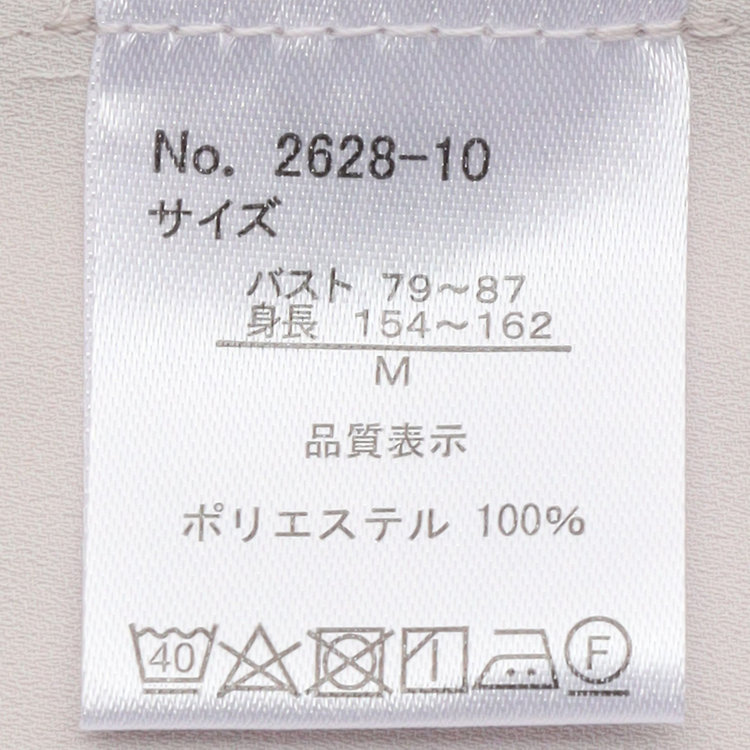 No. 2628-10
サイズ
バスト 79～87
身長 154～162
M
品質表示
ポリエステル 100%
40
F